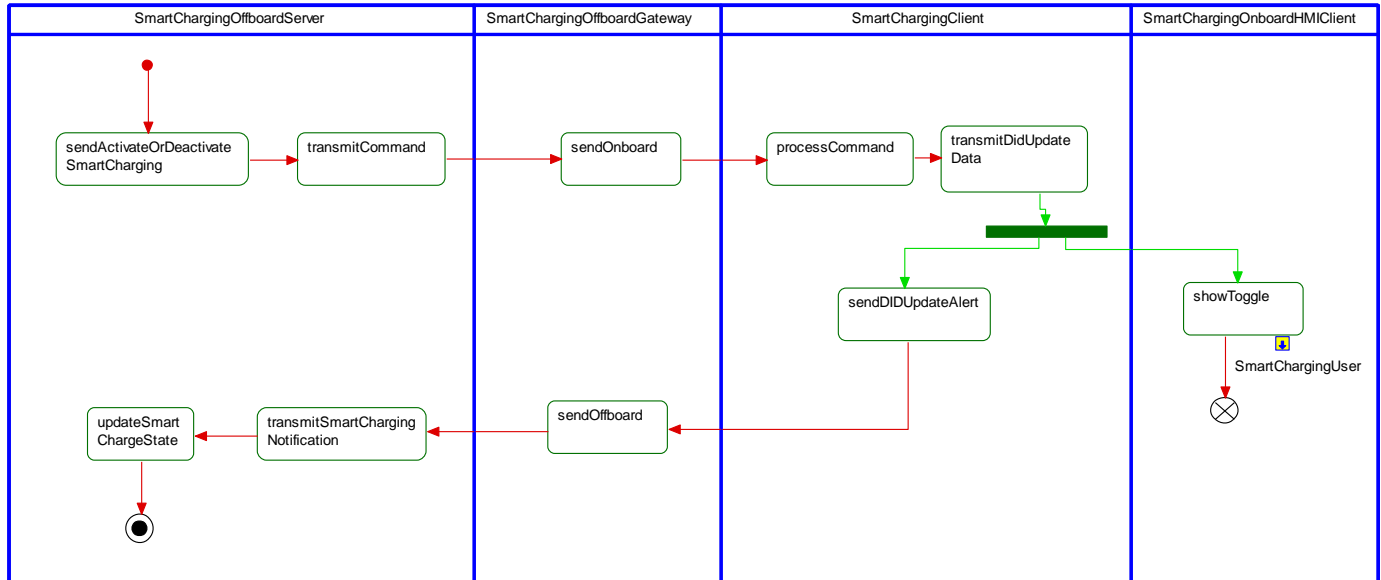 SmartChargingOffboardServer
SmartChargingOffboardGateway
SmartChargingClient
SmartChargingOnboardHMIClient
sendActivateOrDeactivate
SmartCharging
transmitCommand
sendOnboard
processCommand
transmitDidUpdate
Data
sendDIDUpdateAlert
showToggle
SmartChargingUser
updateSmart
ChargeState
transmitSmartCharging
Notification
sendOffboard